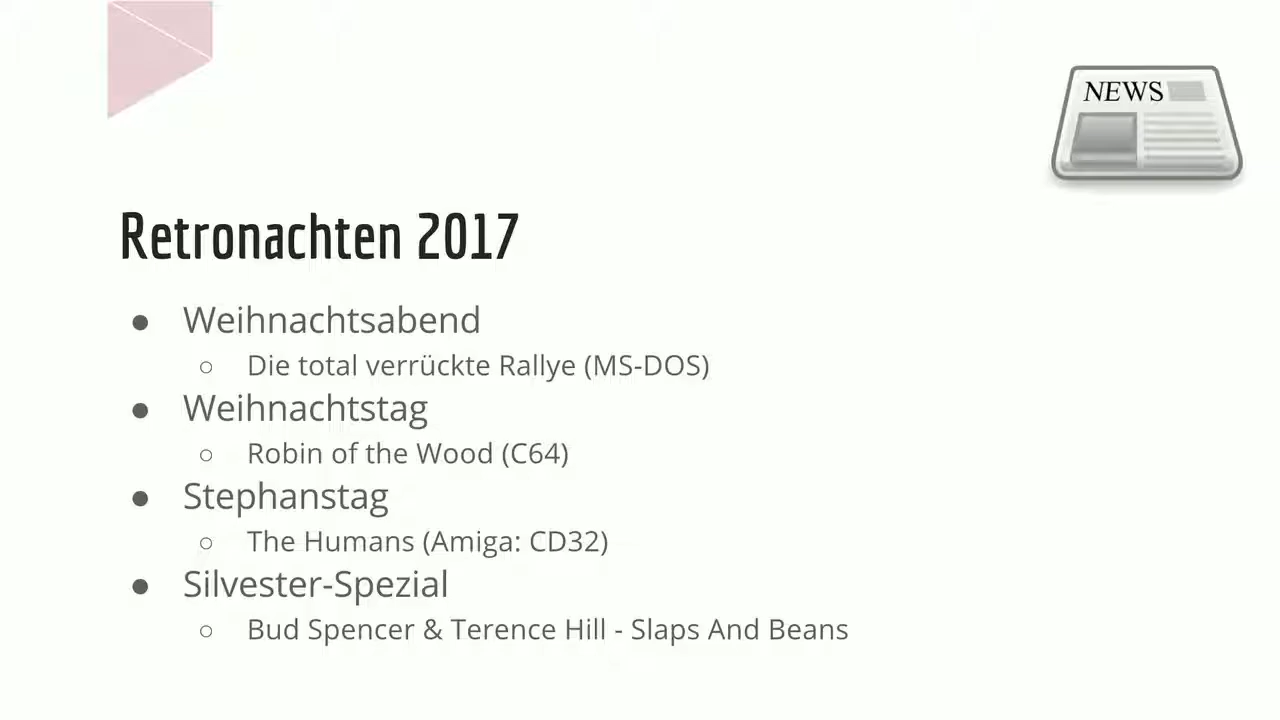 NEWS
Retronachten 2017
● Weihnachtsabend
○ Die total verrückte Rallye (MS-DOS)
● Weihnachtstag
○ Robin of the Wood (C64)
● Stephanstag
○ The Humans (Amiga: CD32)
● Silvester-Spezial
○ Bud Spencer & Terence Hill - Slaps And Beans